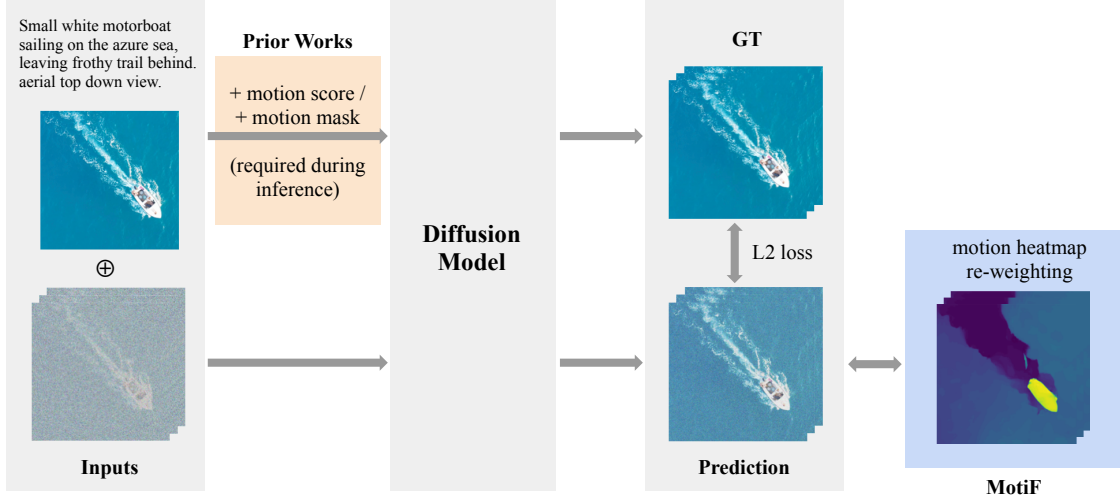 Small white motorboat
sailing on the azure sea,
leaving frothy trail behind.
aerial top down view.
Prior Works
+ motion score /
+ motion mask
(required during
inference)
Diffusion
Model
GT
L2 loss
motion heatmap
re-weighting
⊕
Inputs
Prediction
MotiF